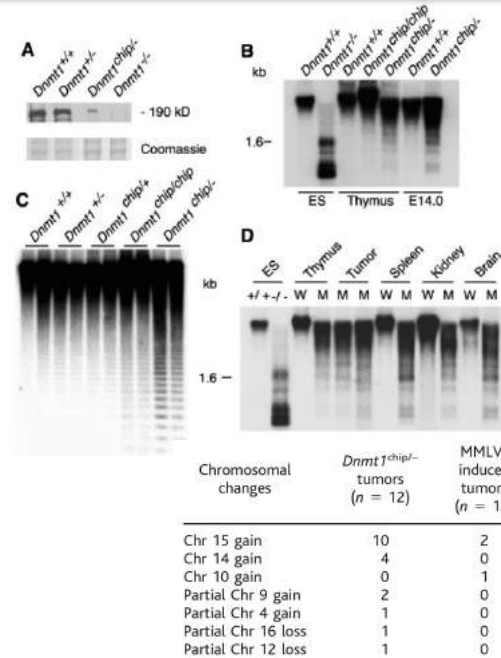 A
Dnmt1+/+
Dnmt1+/-
Dnmt1chip/-
Dnmt1-/-
- 190 kD
Coomassie
B
kb
Dnmt1+/+
Dnmt1-/-
Dnmt1+/+
Dnmt1chip/chip
Dnmt1chip/-
Dnmt1+/+
Dnmt1chip/-
1.6–
ES Thymus E14.0
C
Dnmt1+/+
Dnmt1+/-
Dnmt1chip/+
Dnmt1chip/chip
Dnmt1chip/-
kb
1.6 –
D
ES Thymus Tumor Spleen Kidney Brain
+/+ -/- W M M M W M W M W M
Chromosomal changes
Dnmt1chip/– tumors (n = 12)
MMLV induce tumor (n = 1
Chr 15 gain 10 2
Chr 14 gain 4 0
Chr 10 gain 0 1
Partial Chr 9 gain 2 0
Partial Chr 4 gain 1 0
Partial Chr 16 loss 1 0
Partial Chr 12 loss 1 0